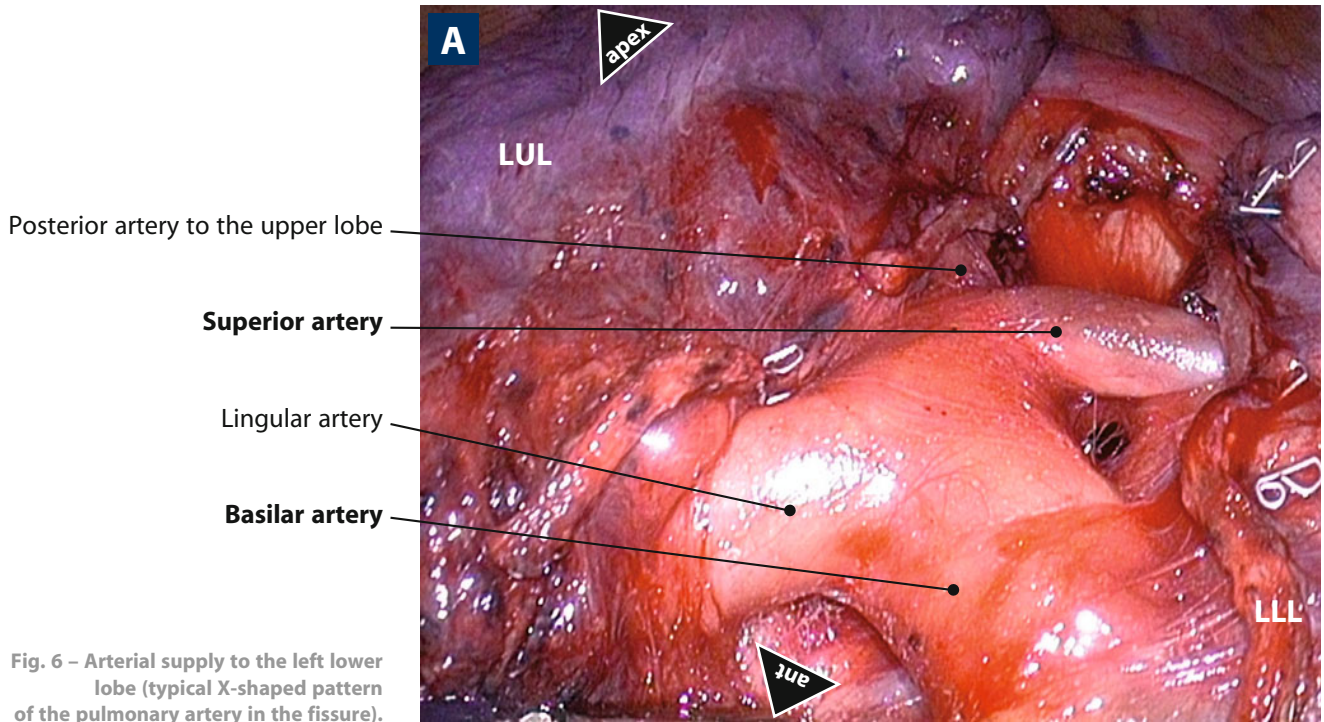 A
apex
LUL
Posterior artery to the upper lobe
Superior artery
Lingular artery
Basilar artery
LLL
ant
Fig. 6 – Arterial supply to the left lower
lobe (typical X-shaped pattern
of the pulmonary artery in the fissure).